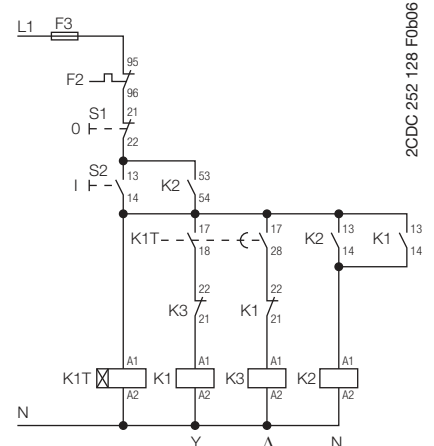 L1 F3
2CDC 252 128 F0b06
F2 95
96
S1 21
0 22
S2 13 K2 53
I 14 54
K1T 17 17 K2 13 K1 13
18 28 14 14
K3 22 K1 22
21 21
K1T A1 K1 A1 K3 A1 K2 A1
A2 A2 A2 A2
N
Y Δ N